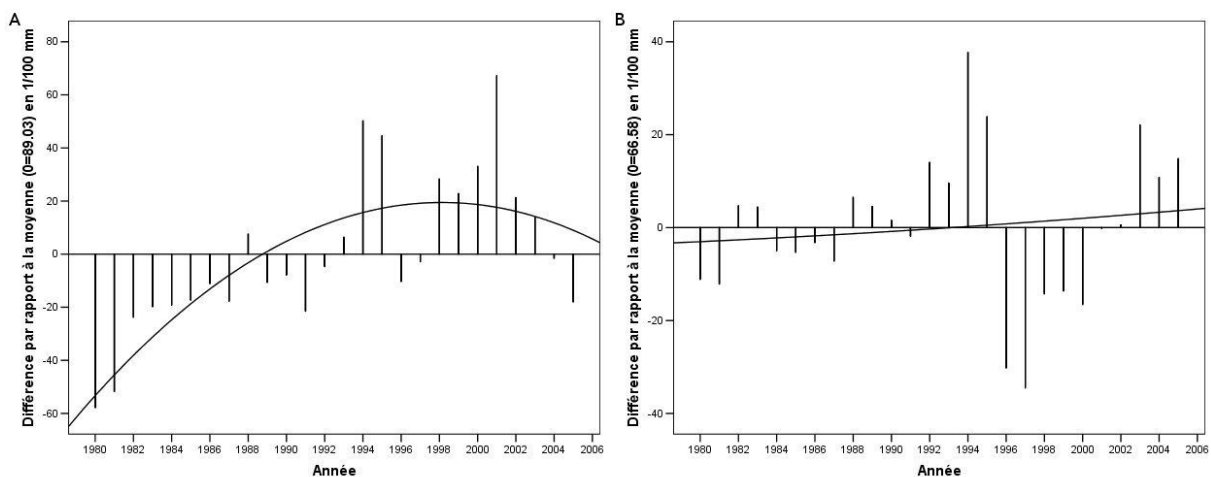 A
Différence par rapport à la moyenne (0=89.03) en 1/100 mm
80
60
40
20
0
-20
-40
-60
1980 1982 1984 1986 1988 1990 1992 1994 1996 1998 2000 2002 2004 2006
Année
B
Différence par rapport à la moyenne (0=66.58) en 1/100 mm
40
20
0
-20
-40
1980 1982 1984 1986 1988 1990 1992 1994 1996 1998 2000 2002 2004 2006
Année